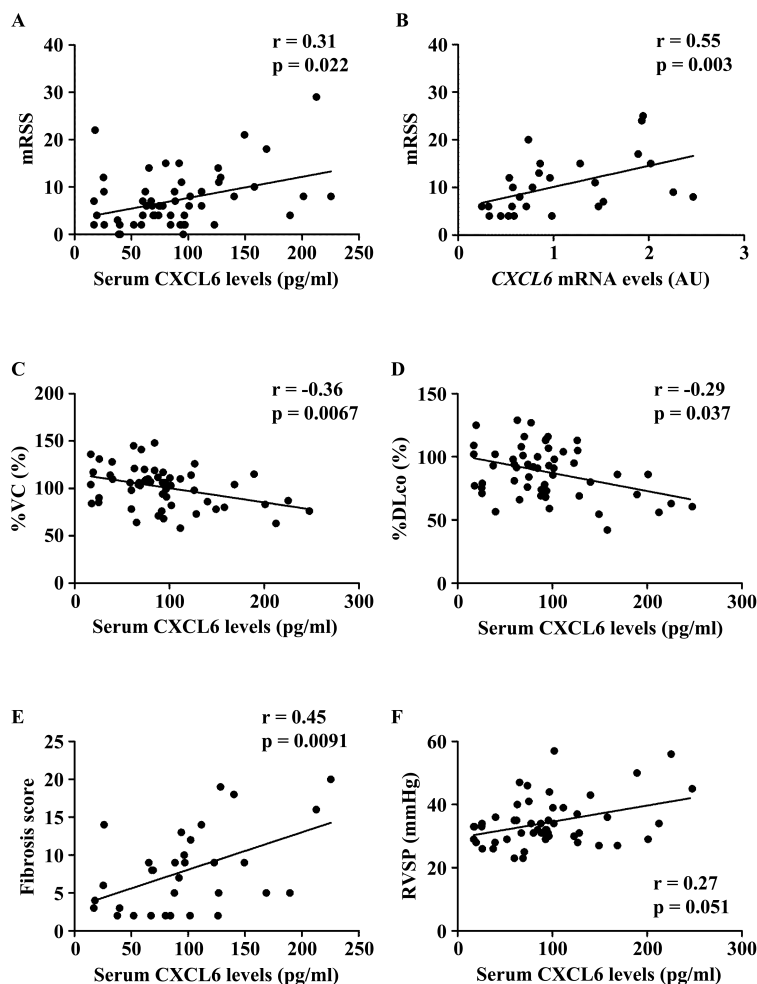 A
r = 0.31
p = 0.022
mRSS
40
30
20
10
0
0 50 100 150 200 250
Serum CXCL6 levels (pg/ml)
B
r = 0.55
p = 0.003
mRSS
40
30
20
10
0
0 1 2 3
CXCL6 mRNA evels (AU)
C
r = -0.36
p = 0.0067
%VC (%)
200
150
100
50
0
0 100 200 300
Serum CXCL6 levels (pg/ml)
D
r = -0.29
p = 0.037
%DLco (%)
150
100
50
0
0 100 200 300
Serum CXCL6 levels (pg/ml)
E
r = 0.45
p = 0.0091
Fibrosis score
25
20
15
10
5
0
0 50 100 150 200 250
Serum CXCL6 levels (pg/ml)
F
RVSP (mmHg)
60
40
20
0
r = 0.27
p = 0.051
0 100 200 300
Serum CXCL6 levels (pg/ml)